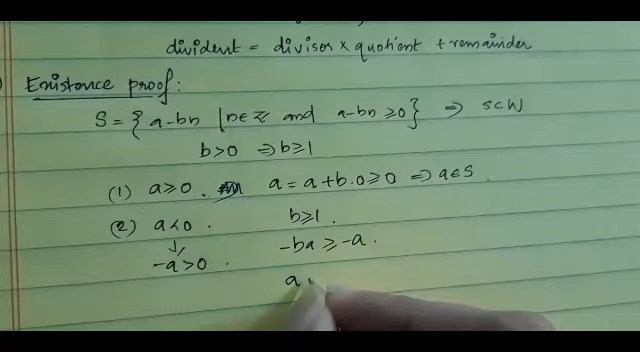 divident = divisor × quotient + remainder
Existance proof:
S = { a-bn | n∈ℤ and a-bn ≥0} ⇒ S⊂W
b>0 ⇒ b≥1
(1) a≥0. a = a+b.0≥0 ⇒ a∈S.
(2) a<0. b≥1.
↓ -ba ≥ -a.
-a>0.
a